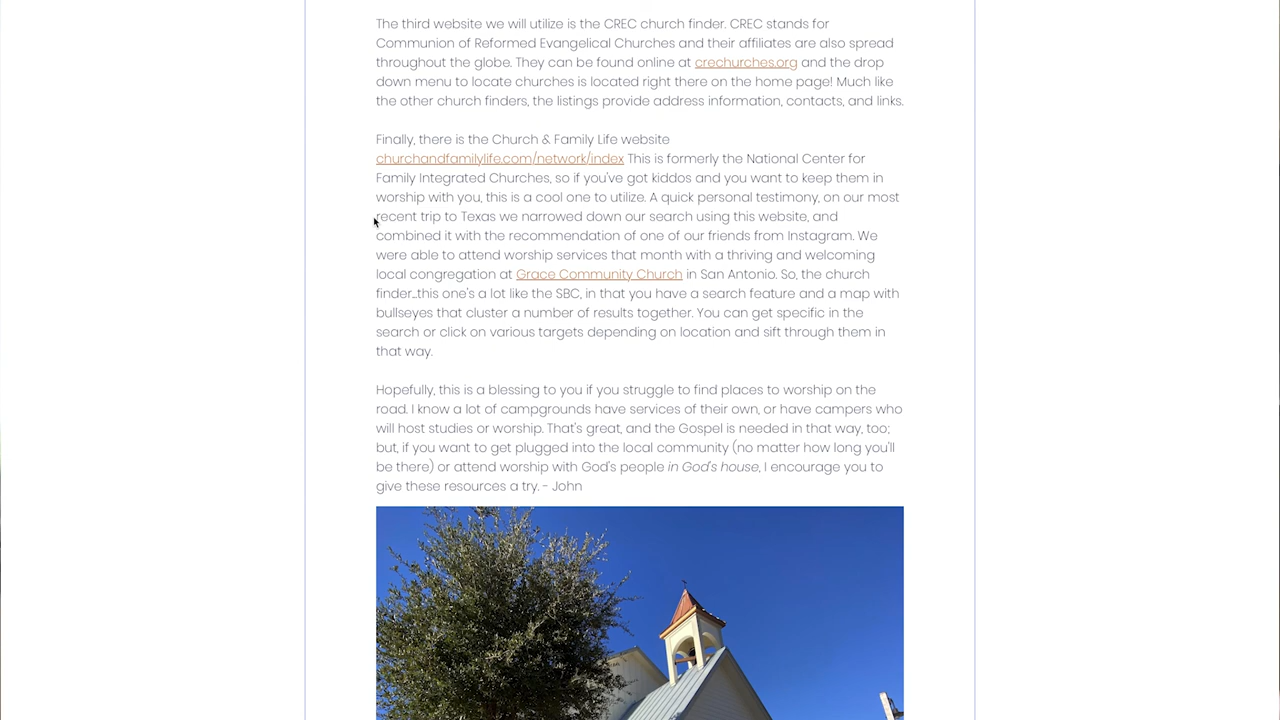 The third website we will utilize is the CREC church finder. CREC stands for
Communion of Reformed Evangelical Churches and their affiliates are also spread
throughout the globe. They can be found online at crechurches.org and the drop
down menu to locate churches is located right there on the home page! Much like
the other church finders, the listings provide address information, contacts, and links.
Finally, there is the Church & Family Life website
churchandfamilylife.com/network/index This is formerly the National Center for
Family Integrated Churches, so if you've got kiddos and you want to keep them in
worship with you, this is a cool one to utilize. A quick personal testimony, on our most
recent trip to Texas we narrowed down our search using this website, and
combined it with the recommendation of one of our friends from Instagram. We
were able to attend worship services that month with a thriving and welcoming
local congregation at Grace Community Church in San Antonio. So, the church
finder...this one's a lot like the SBC, in that you have a search feature and a map with
bullseyes that cluster a number of results together. You can get specific in the
search or click on various targets depending on location and sift through them in
that way.
Hopefully, this is a blessing to you if you struggle to find places to worship on the
road. I know a lot of campgrounds have services of their own, or have campers who
will host studies or worship. That's great, and the Gospel is needed in that way, too;
but, if you want to get plugged into the local community (no matter how long you'll
be there) or attend worship with God's people in God's house, I encourage you to
give these resources a try. - John